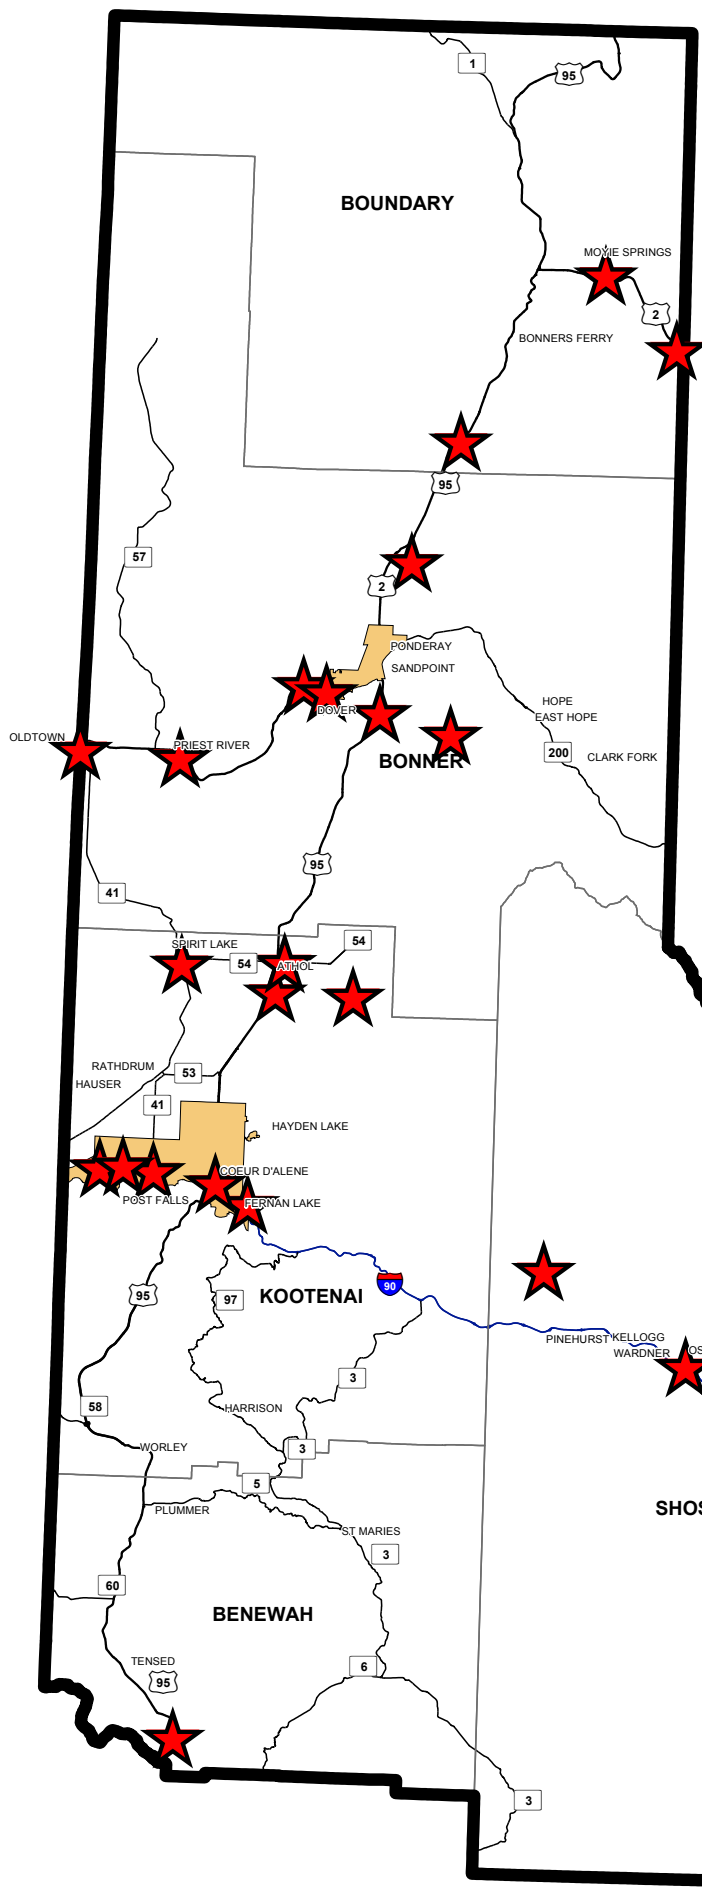 1
95
BOUNDARY
MOYIE SPRINGS
2
BONNERS FERRY
95
57
2
PONDERAY
SANDPOINT
DOVER
HOPE
EAST HOPE
OLDTOWN
PRIEST RIVER
200
CLARK FORK
BONNER
95
41
SPIRIT LAKE
54
54
ATHOL
RATHDRUM
53
HAUSER
41
HAYDEN LAKE
COEUR D'ALENE
POST FALLS
FERNAN LAKE
90
95
97
KOOTENAI
PINEHURST
KELLOGG
WARDNER
OS
3
58
HARRISON
WORLEY
3
5
PLUMMER
SHOS
ST MARIES
3
60
BENEWAH
TENSED
6
95
3